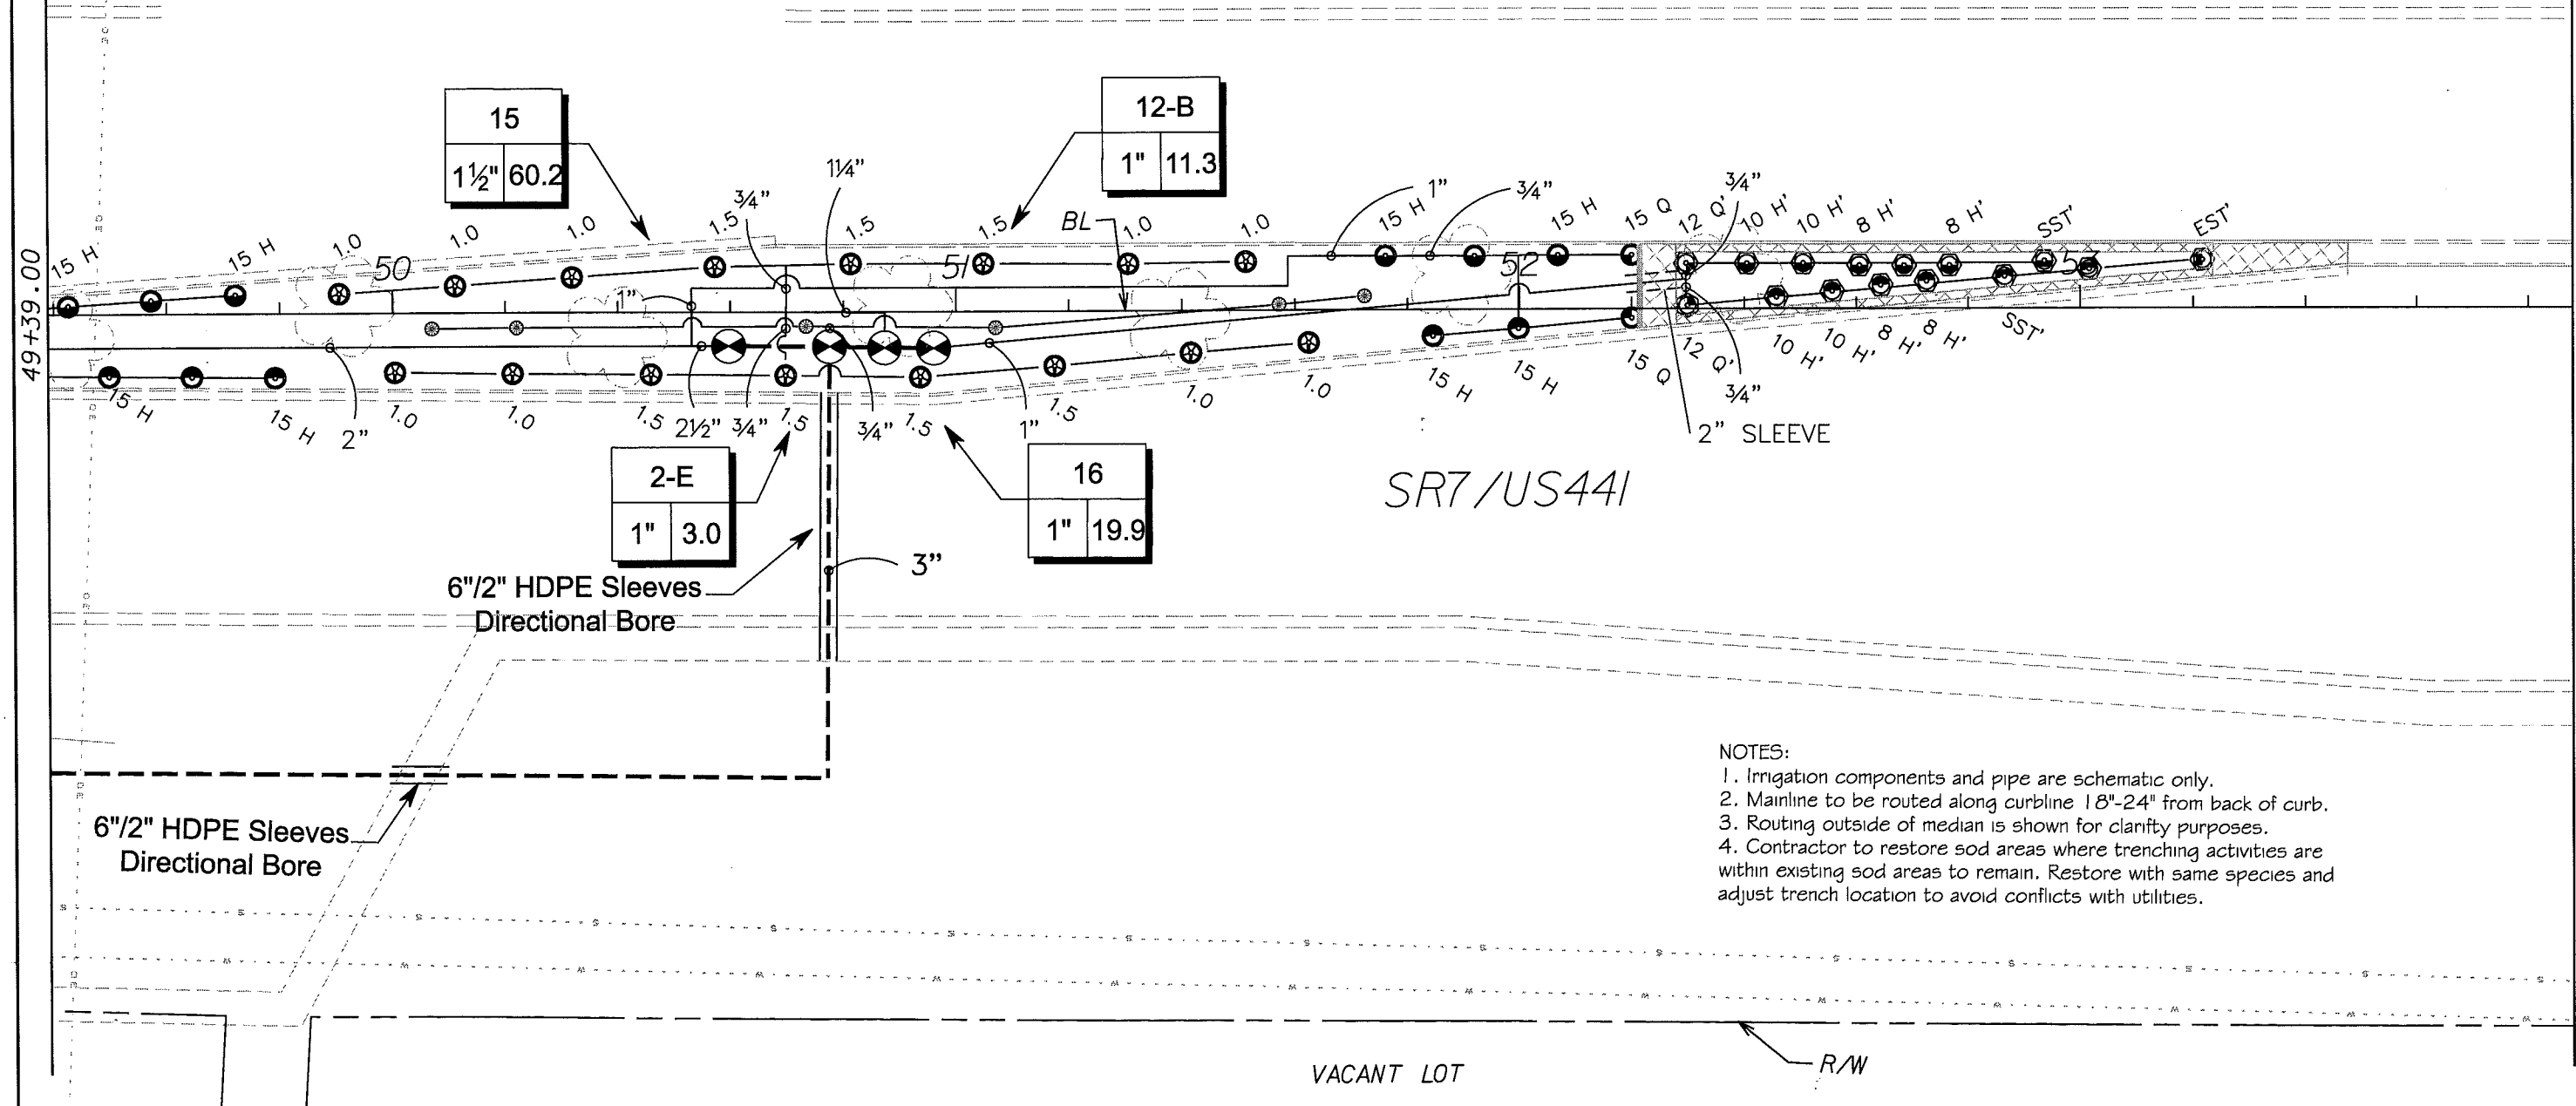 15
1½" 60.2
12-B
1" 11.3
1¼"
¾"
1"
¾"
¾"
BL
15 H
15 H
1.0
1.0
1.0
1.5
1.5
1.5
1.0
1.0
15 H
15 H
15 Q
12 Q'
10 H'
10 H'
8 H'
8 H'
SST'
EST'
49+39.00
50
51
52
53
1"
15 H
15 H
2"
1.0
1.0
1.5
2½"
¾"
1.5
¾"
1.5
1"
1.5
1.0
1.0
15 H
15 H
15 Q
12 Q'
¾"
10 H'
10 H'
8 H'
8 H'
SST'
2" SLEEVE
2-E
1" 3.0
16
1" 19.9
SR7/US441
3"
6"/2" HDPE Sleeves
Directional Bore
6"/2" HDPE Sleeves
Directional Bore
NOTES:
1. Irrigation components and pipe are schematic only.
2. Mainline to be routed along curbline 18"-24" from back of curb.
3. Routing outside of median is shown for clarifty purposes.
4. Contractor to restore sod areas where trenching activities are
within existing sod areas to remain. Restore with same species and
adjust trench location to avoid conflicts with utilities.
VACANT LOT
R/W